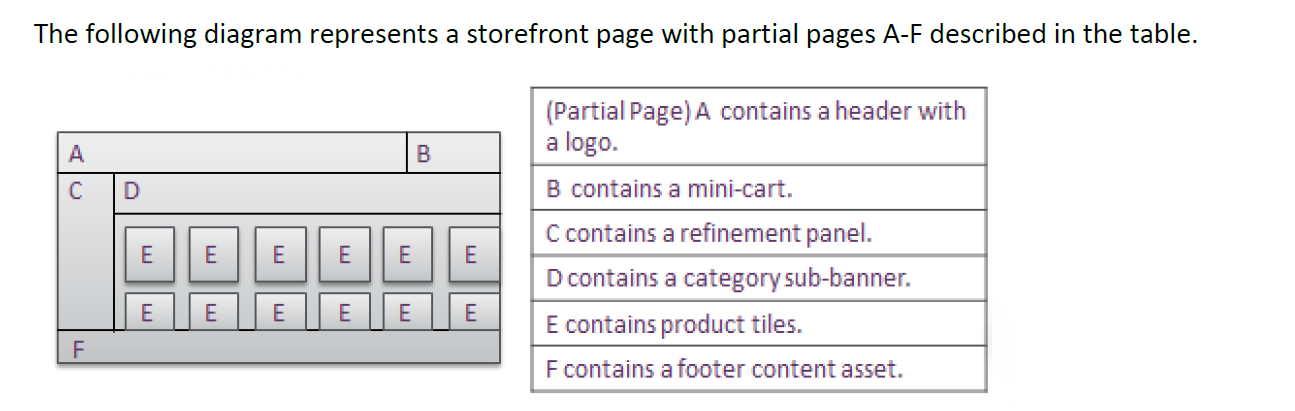 The following diagram represents a storefront page with partial pages A-F described in the table.
A
B
C
D
E E E E E E
E E E E E E
F
(Partial Page) A contains a header with
a logo.
B contains a mini-cart.
C contains a refinement panel.
D contains a category sub-banner.
E contains product tiles.
F contains a footer content asset.